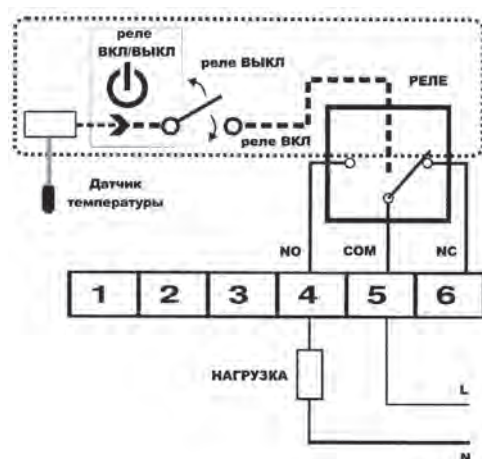 реле
ВКЛ/ВЫКЛ
реле ВЫКЛ
РЕЛЕ
реле ВКЛ
Датчик
температуры
NO COM NC
1 2 3 4 5 6
НАГРУЗКА
L
N